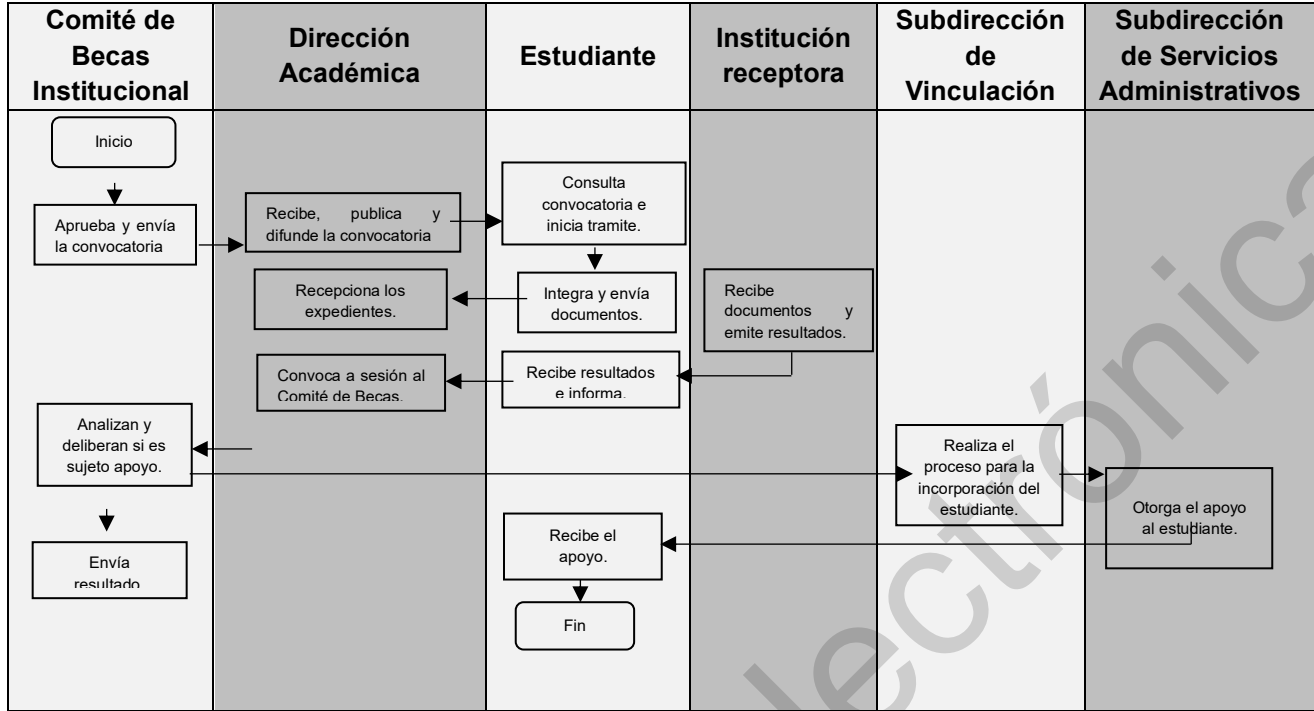 Comité de
Becas
Institucional
Dirección
Académica
Estudiante
Institución
receptora
Subdirección
de
Vinculación
Subdirección
de Servicios
Administrativos
Inicio
Aprueba y envía
la convocatoria
Recibe, publica y
difunde la convocatoria
Consulta
convocatoria e
inicia tramite.
Recepciona los
expedientes.
Integra y envía
documentos.
Recibe
documentos y
emite resultados.
Convoca a sesión al
Comité de Becas.
Recibe resultados
e informa.
Analizan y
deliberan si es
sujeto apoyo.
Realiza el
proceso para la
incorporación del
estudiante.
Otorga el apoyo
al estudiante.
Envía
resultado
Recibe el
apoyo.
Fin
lectrónica